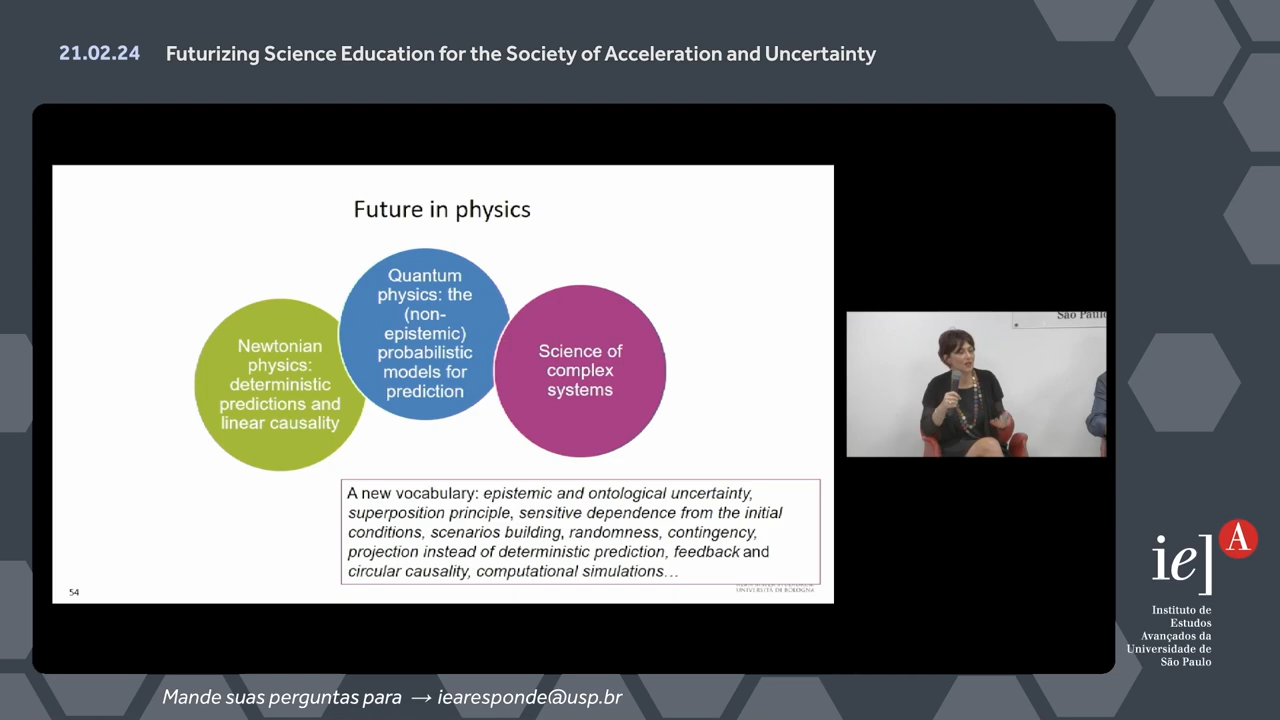 21.02.24 Futurizing Science Education for the Society of Acceleration and Uncertainty
Future in physics
Newtonian
physics:
deterministic
predictions and
linear causality
Quantum
physics: the
(non-
epistemic)
probabilistic
models for
prediction
Science of
complex
systems
A new vocabulary: epistemic and ontological uncertainty,
superposition principle, sensitive dependence from the initial
conditions, scenarios building, randomness, contingency,
projection instead of deterministic prediction, feedback and
circular causality, computational simulations…
54
UNIVERSITÀ DI BOLOGNA
São Paulo
ie]A
Instituto de
Estudos
Avançados da
Universidade de
São Paulo
Mande suas perguntas para → iearesponde@usp.br